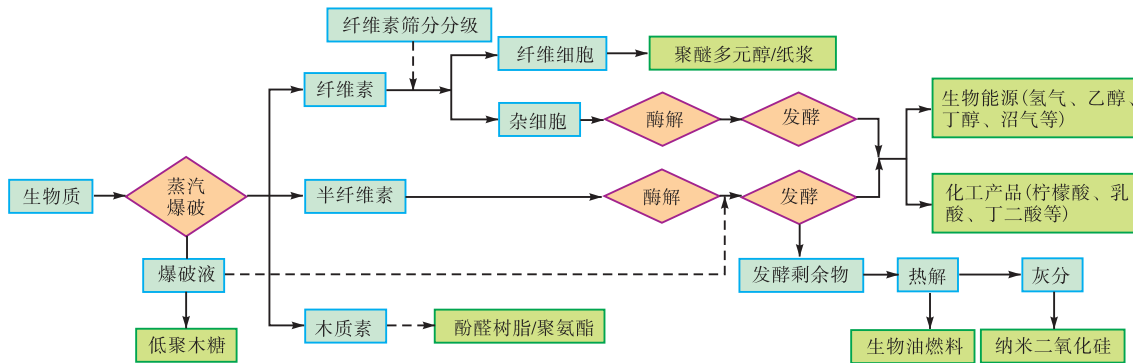 纤维素筛分分级
纤维细胞
聚醚多元醇/纸浆
纤维素
生物能源(氢气、乙醇、
丁醇、沼气等)
杂细胞
酶解
发酵
蒸汽
爆破
生物质
半纤维素
酶解
发酵
化工产品(柠檬酸、乳
酸、丁二酸等)
爆破液
发酵剩余物
热解
灰分
木质素
酚醛树脂/聚氨酯
低聚木糖
生物油燃料
纳米二氧化硅